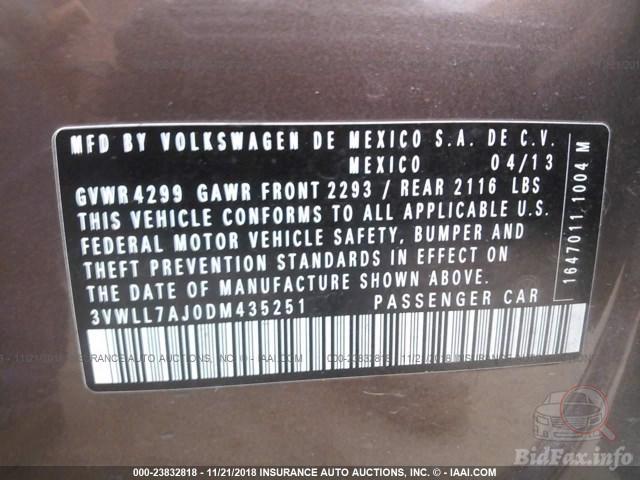 MFD BY VOLKSWAGEN DE MEXICO S.A. DE C.V.
MEXICO 04/13
GVWR 4299 GAWR FRONT 2293 / REAR 2116 LBS
THIS VEHICLE CONFORMS TO ALL APPLICABLE U.S.
FEDERAL MOTOR VEHICLE SAFETY, BUMPER AND
THEFT PREVENTION STANDARDS IN EFFECT ON
THE DATE OF MANUFACTURE SHOWN ABOVE.
3VWLL7AJ0DM435251 PASSENGER CAR
1647011,1004 M
000-23832818 - 11/21/2018 INSURANCE AUTO AUCTIONS, INC. - © IAAI.COM
BidFax.info